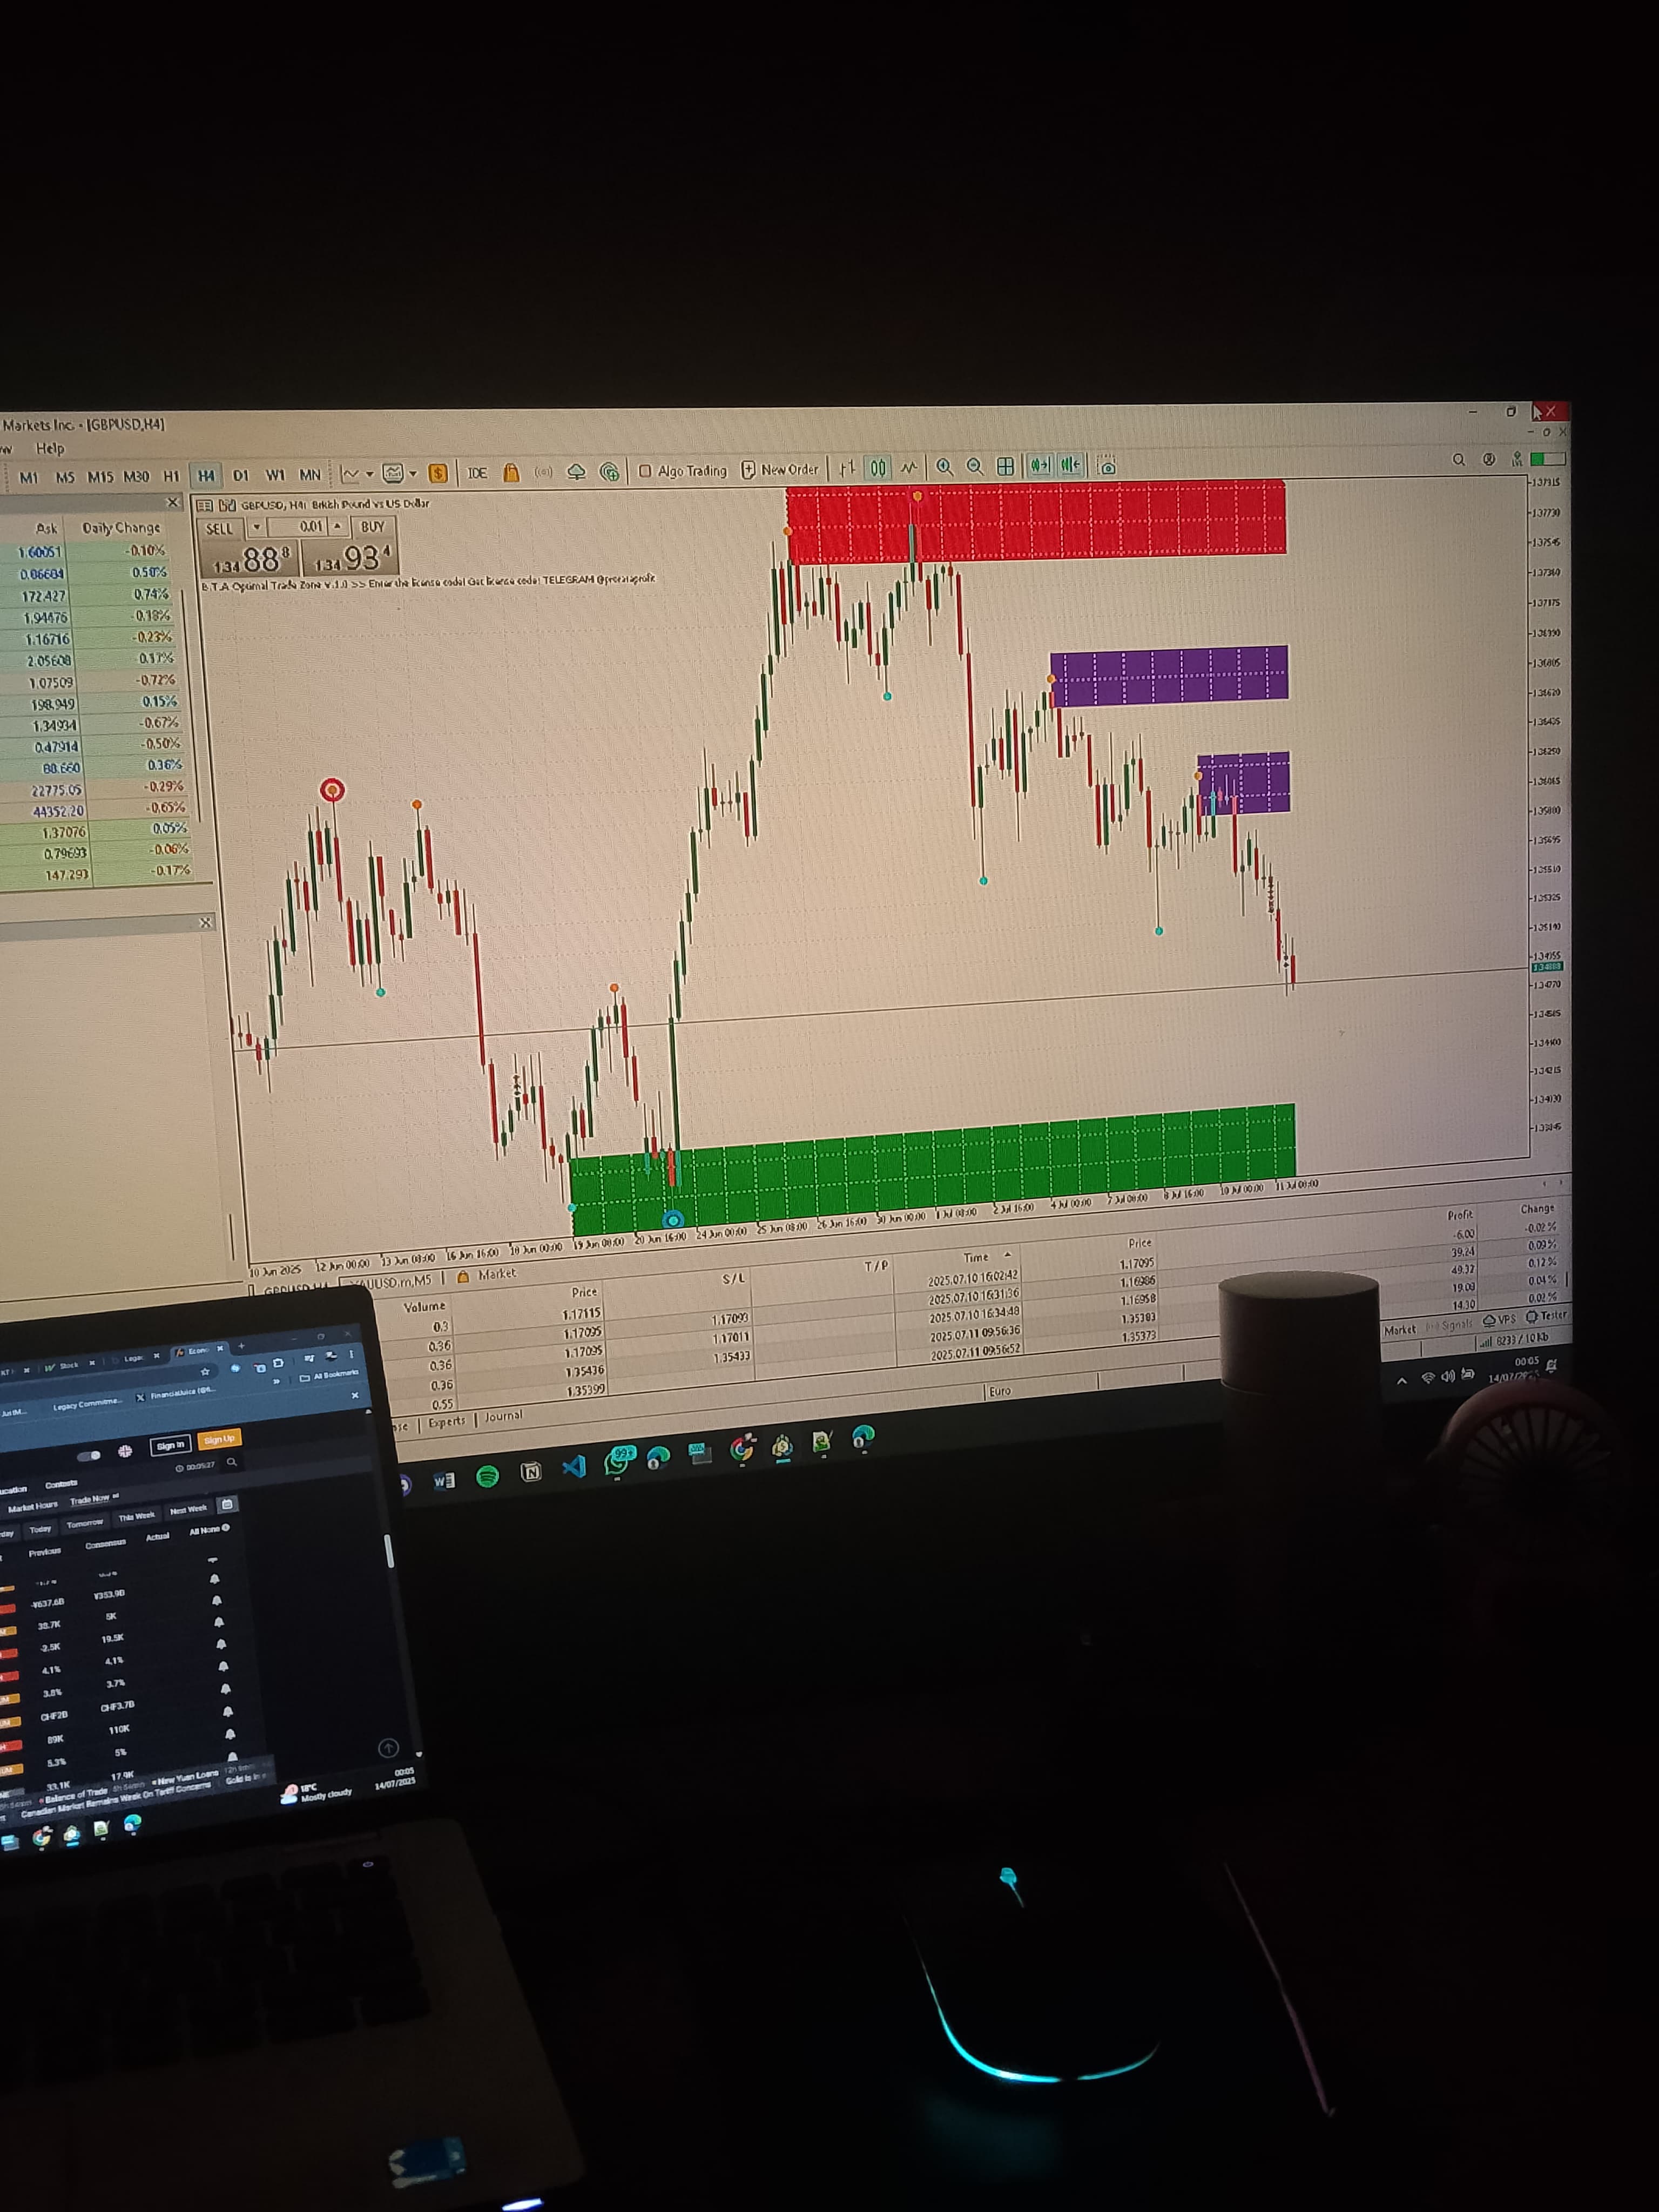 Markets Inc. - [GBPUSD,H4]
Help
M1 M5 M15 M30 H1 H4 D1 W1 MN IDE Algo Trading New Order
GBPUSD, H4: British Pound vs US Dollar
SELL 0.01 BUY
1.34 88 8 1.34 93 4
B.T.A Optimal Trade Zone v.1.0 >> Enter the license code! Get license code: TELEGRAM
Ask Daily Change
1.60051 -0.10%
0.86684 0.50%
172.427 0.74%
1.94476 -0.18%
1.16716 -0.23%
2.05608 0.17%
1.07509 -0.72%
198.949 0.15%
1.34934 -0.67%
0.47914 -0.50%
88.660 0.36%
22775.05 -0.29%
44352.20 -0.65%
1.37076 0.05%
0.79693 -0.06%
147.293 -0.17%
1.37915
1.37730
1.37545
1.37360
1.37175
1.36990
1.36805
1.36620
1.36435
1.36250
1.36065
1.35880
1.35695
1.35510
1.35325
1.35140
1.34955
1.34888
1.34770
1.34585
1.34400
1.34215
1.34030
1.33845
10 Jun 2025 12 Jun 00:00 13 Jun 08:00 16 Jun 16:00 18 Jun 00:00 19 Jun 08:00 20 Jun 16:00 24 Jun 00:00 25 Jun 08:00 26 Jun 16:00 30 Jun 00:00 1 Jul 08:00 2 Jul 16:00 4 Jul 00:00 7 Jul 08:00 8 Jul 16:00 10 Jul 00:00 11 Jul 08:00
GBPUSD,H4 XAUUSD.m,M5 Market
Volume Price S/L T/P Time Price Profit Change
0.3 1.17115 2025.07.10 16:02:42 1.17095 -6.00 -0.02%
0.36 1.17095 1.17093 2025.07.10 16:31:36 1.16986 39.24 0.09%
0.36 1.17095 1.17011 2025.07.10 16:34:48 1.16958 49.32 0.12%
0.36 1.35436 1.35433 2025.07.11 09:56:36 1.35383 19.08 0.04%
0.55 1.35399 2025.07.11 09:56:52 1.35373 14.30 0.02%
Experts Journal
Euro
Market Signals VPS Tester
8233 / 10 Kb
99+
00:05
14/07/2025
Stock Legac Econo
JustM... Legacy Commitme... FinancialJuice (@fi... All Bookmarks
Sign In Sign Up
00:05:27
Contests
Market Hours Trade Now
Today Tomorrow This Week Next Week
Previous Consensus Actual All None
-¥637.6B ¥353.9B
38.7K 5K
-2.5K 19.5K
4.1% 4.1%
3.8% 3.7%
CHF2B CHF3.7B
89K 110K
5.3% 5%
33.1K 17.9K
Balance of Trade New Yuan Loans
Canadian Market Remains Weak On Tariff Concerns Gold Is In
18°C
Mostly cloudy
00:05
14/07/2025